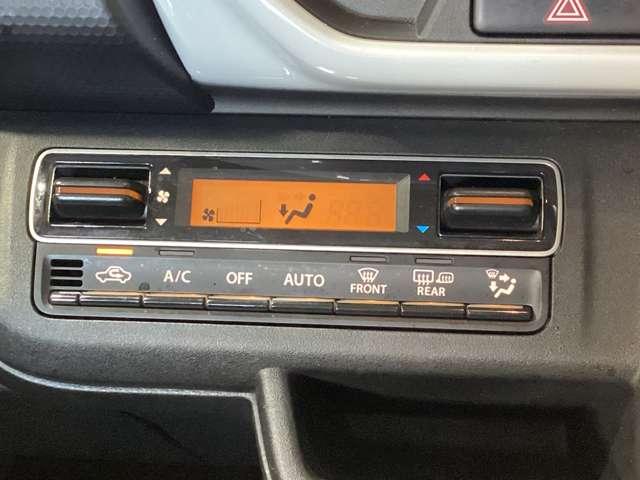 A/C OFF AUTO FRONT REAR